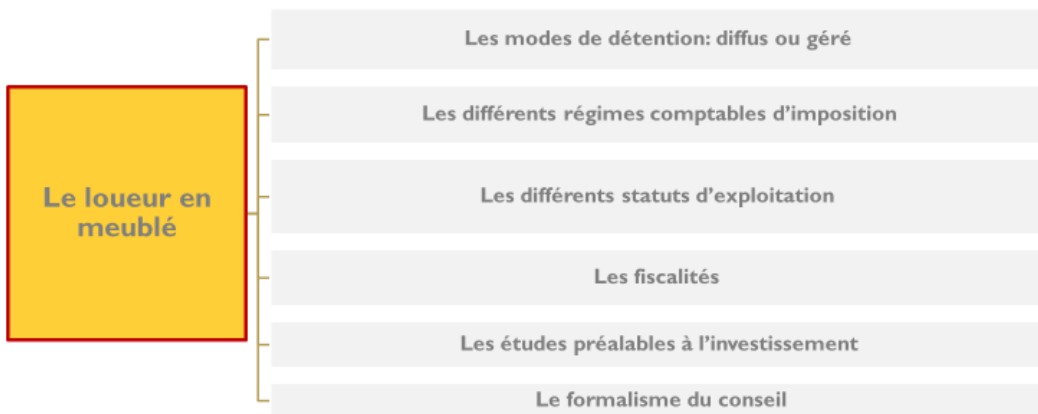 Le loueur en
meublé
Les modes de détention: diffus ou géré
Les différents régimes comptables d'imposition
Les différents statuts d'exploitation
Les fiscalités
Les études préalables à l'investissement
Le formalisme du conseil